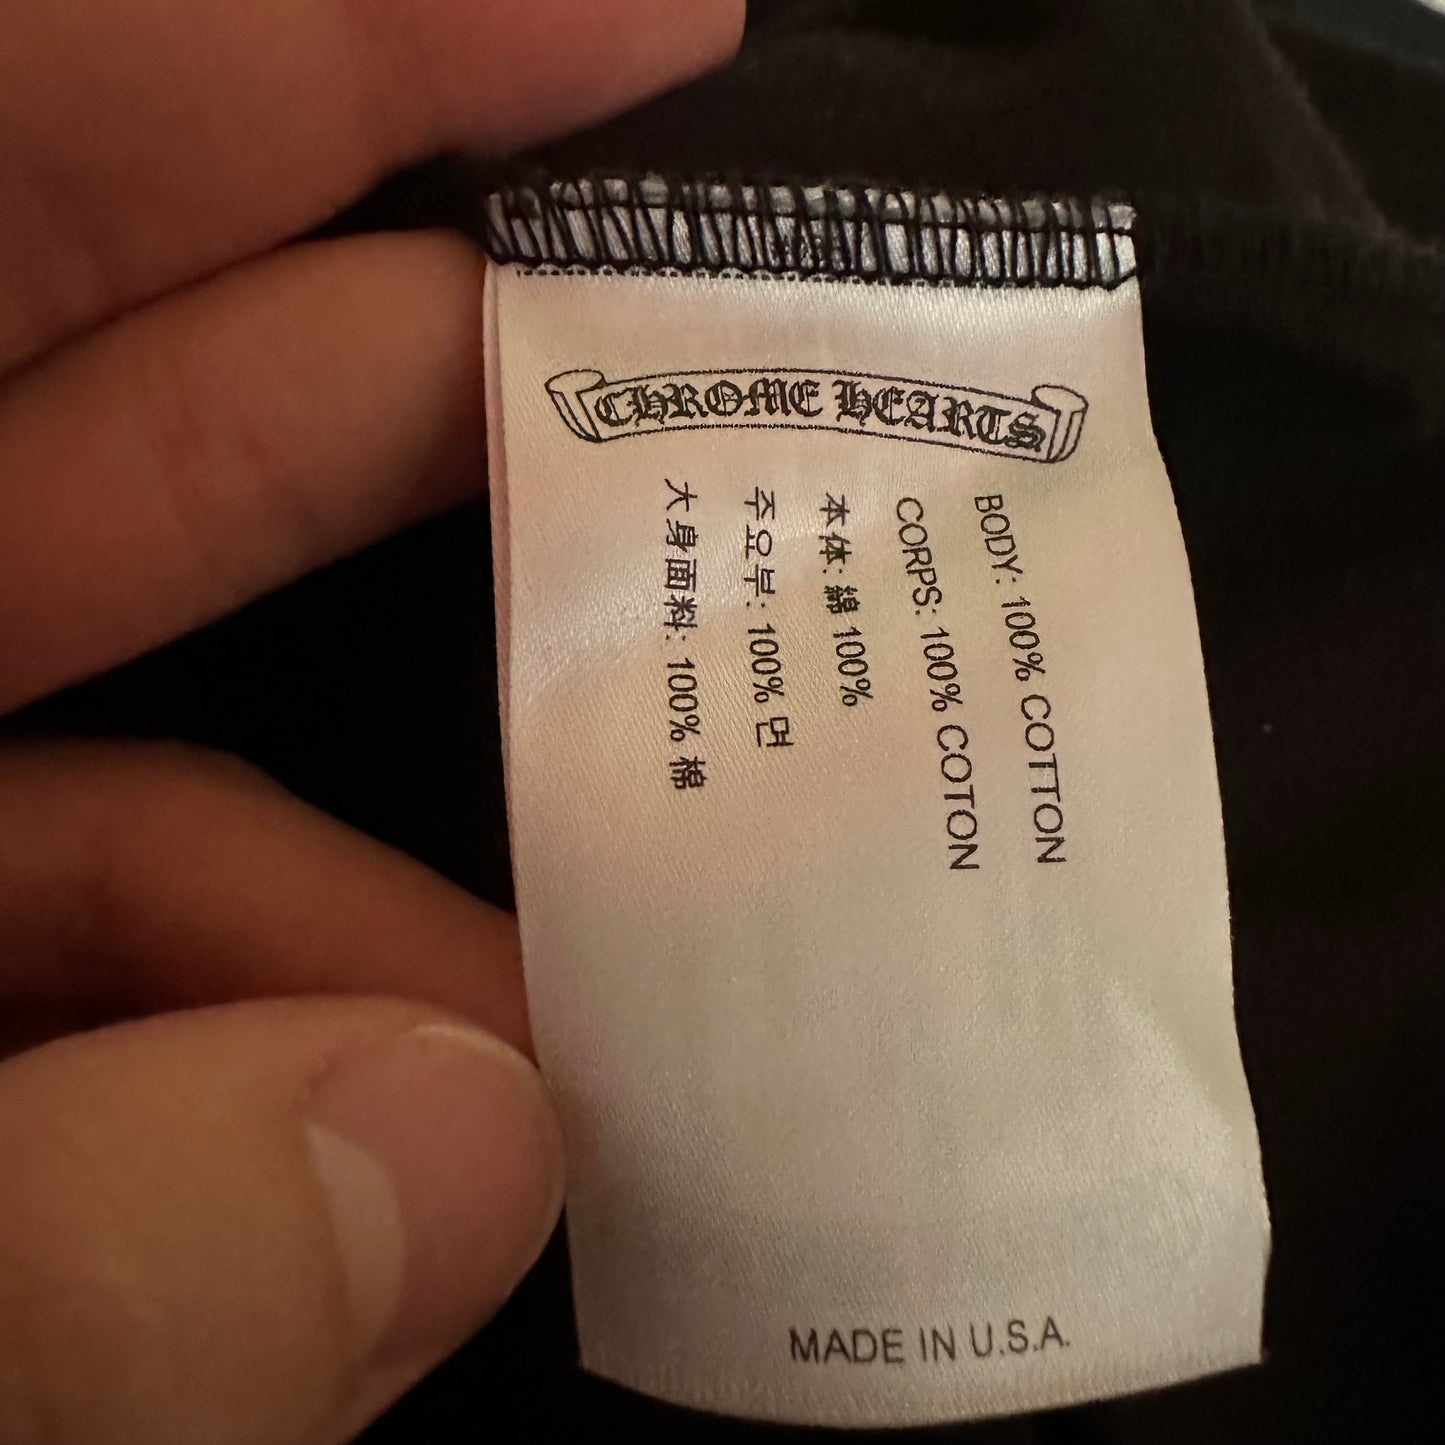 CHROME HEARTS
BODY: 100% COTTON
CORPS: 100% COTON
本体: 綿 100%
주요부: 100% 면
大身面料: 100% 棉
MADE IN U.S.A.